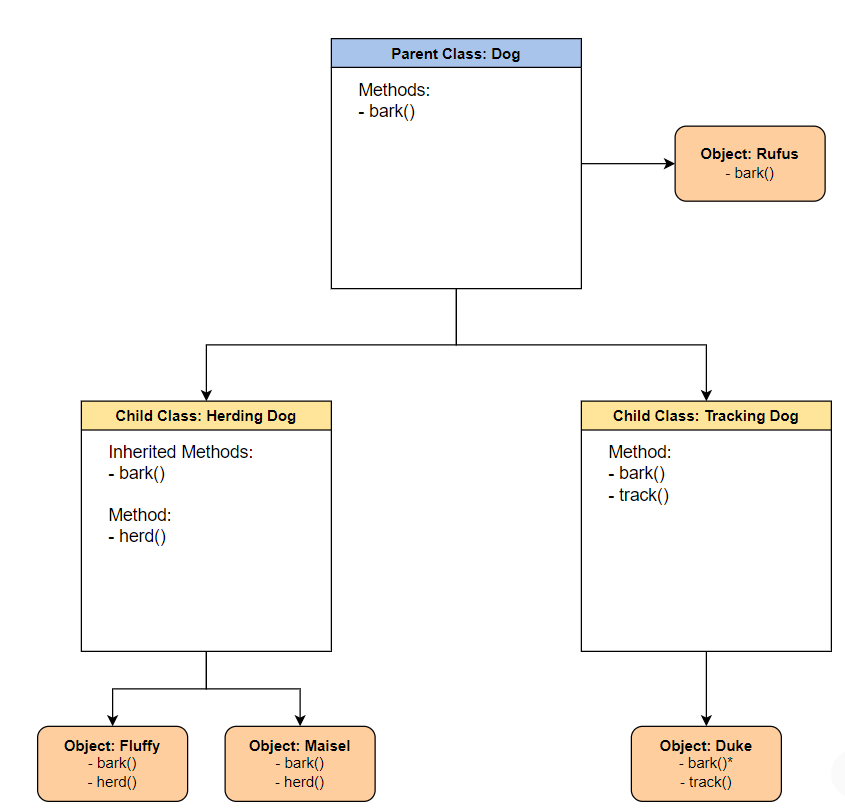 Parent Class: Dog
Methods:
- bark()
Object: Rufus
- bark()
Child Class: Herding Dog
Inherited Methods:
- bark()
Method:
- herd()
Child Class: Tracking Dog
Method:
- bark()
- track()
Object: Fluffy
- bark()
- herd()
Object: Maisel
- bark()
- herd()
Object: Duke
- bark()*
- track()